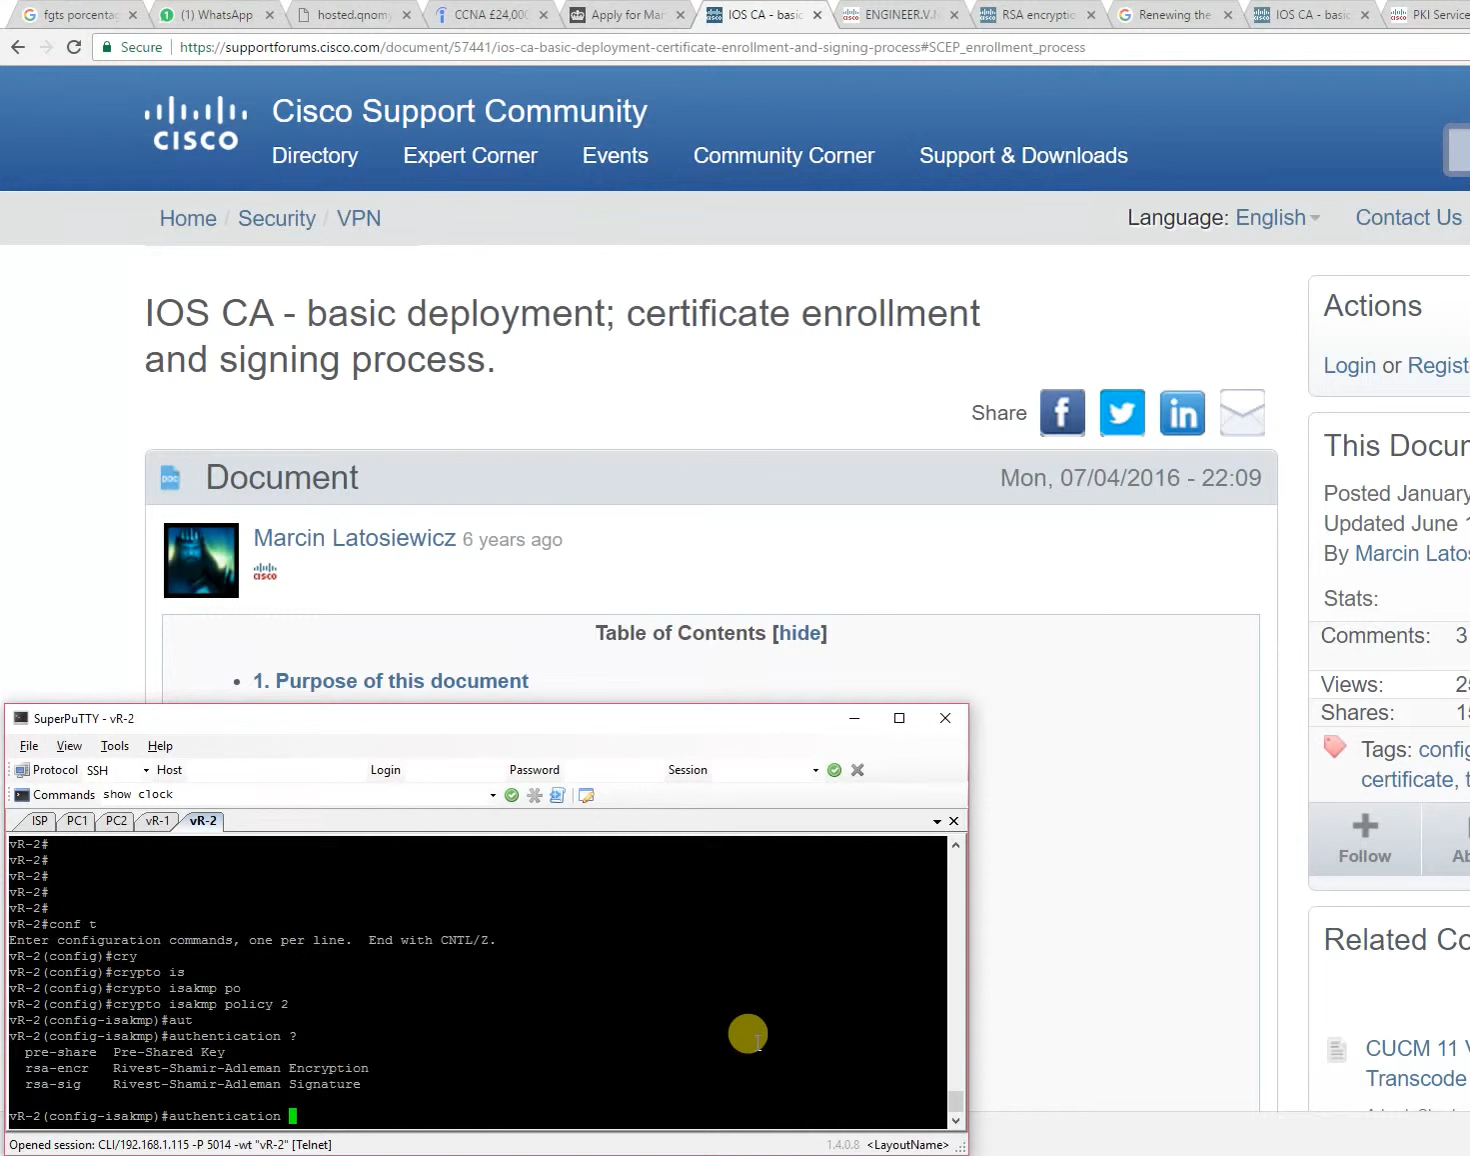 fgts porcentag
(1) WhatsApp
hosted.qnomy
CCNA £24,000
Apply for Mar
IOS CA - basic
ENGINEER.V.N
RSA encryptic
Renewing the
IOS CA - basic
PKI Service
Secure
https://supportforums.cisco.com/document/57441/ios-ca-basic-deployment-certificate-enrollment-and-signing-process#SCEP_enrollment_process
CISCO
Cisco Support Community
Directory
Expert Corner
Events
Community Corner
Support & Downloads
Home / Security / VPN
Language: English
Contact Us
IOS CA - basic deployment; certificate enrollment
and signing process.
Share
Document
Mon, 07/04/2016 - 22:09
Marcin Latosiewicz 6 years ago
CISCO
Table of Contents [hide]
• 1. Purpose of this document
Actions
Login or Regist
This Docum
Posted January
Updated June 1
By Marcin Latos
Stats:
Comments: 3
Views: 25
Shares: 15
Tags: config
certificate, t
Follow
Ab
Related Co
CUCM 11 V
Transcode
SuperPuTTY - vR-2
File View Tools Help
Protocol SSH Host Login Password Session
Commands show clock
ISP PC1 PC2 vR-1 vR-2
vR-2#
vR-2#
vR-2#
vR-2#
vR-2#
vR-2#conf t
Enter configuration commands, one per line.  End with CNTL/Z.
vR-2(config)#cry
vR-2(config)#crypto is
vR-2(config)#crypto isakmp po
vR-2(config)#crypto isakmp policy 2
vR-2(config-isakmp)#aut
vR-2(config-isakmp)#authentication ?
pre-share  Pre-Shared Key
rsa-encr   Rivest-Shamir-Adleman Encryption
rsa-sig    Rivest-Shamir-Adleman Signature
vR-2(config-isakmp)#authentication
Opened session: CLI/192.168.1.115 -P 5014 -wt "vR-2" [Telnet]
1.4.0.8 <LayoutName>